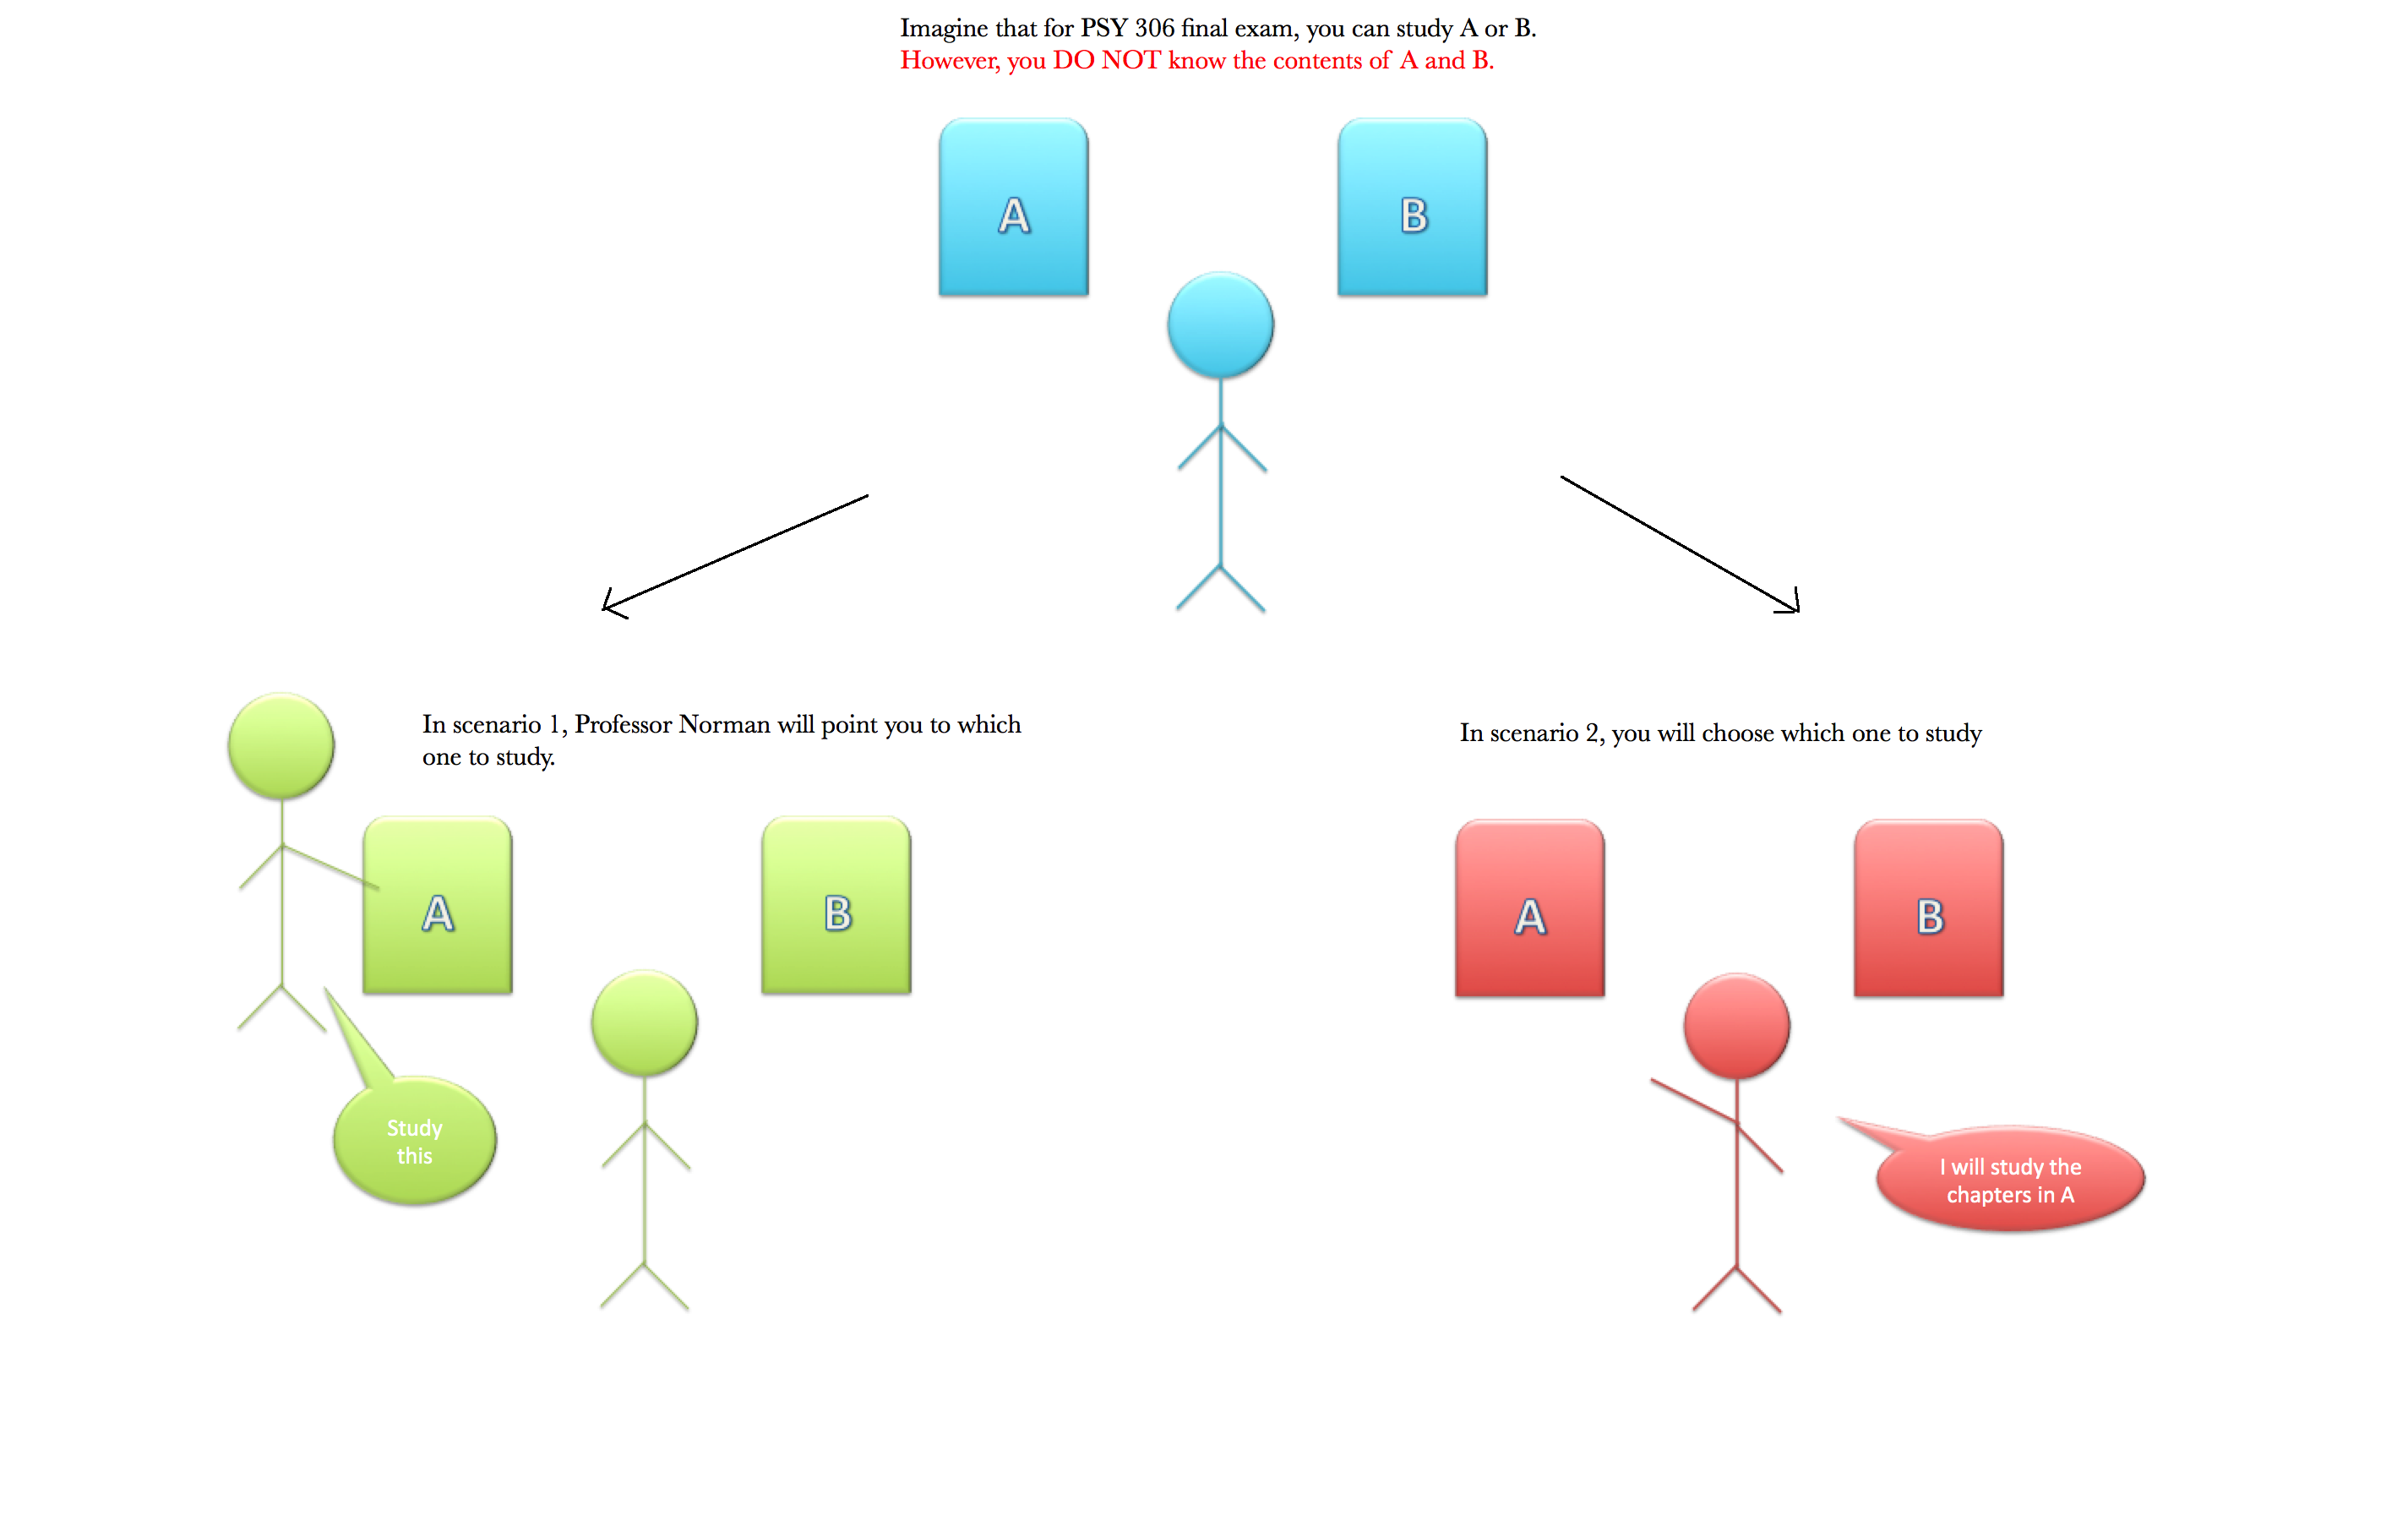 Imagine that for PSY 306 final exam, you can study A or B.
However, you DO NOT know the contents of A and B.
A
B
In scenario 1, Professor Norman will point you to which
one to study.
A
B
Study
this
In scenario 2, you will choose which one to study
A
B
I will study the
chapters in A